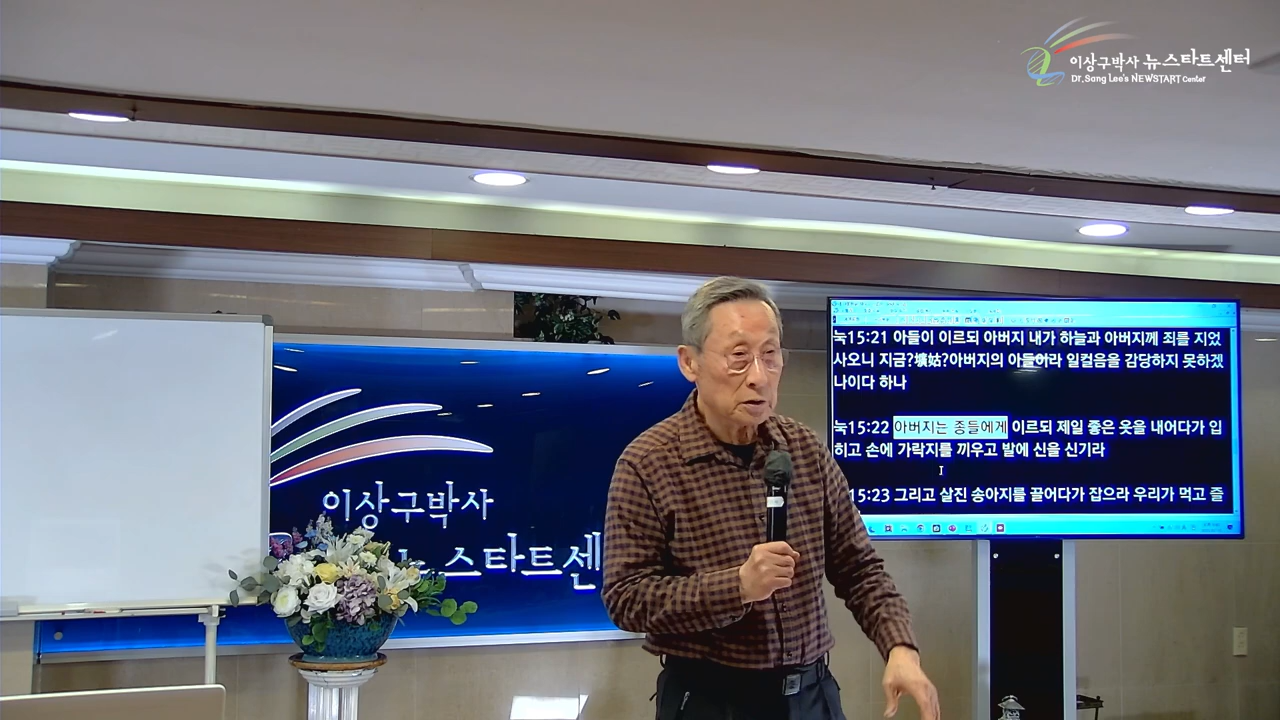 이상구박사 뉴스타트센터
Dr. Sang Lee's NEWSTART Center
눅15:21 아들이 이르되 아버지 내가 하늘과 아버지께 죄를 지었
사오니 지금?壙姑?아버지의 아들이라 일컬음을 감당하지 못하겠
나이다 하나
눅15:22 아버지는 종들에게 이르되 제일 좋은 옷을 내어다가 입
히고 손에 가락지를 끼우고 발에 신을 신기라
15:23 그리고 살진 송아지를 끌어다가 잡으라 우리가 먹고 즐
이상구박사
뉴스타트센